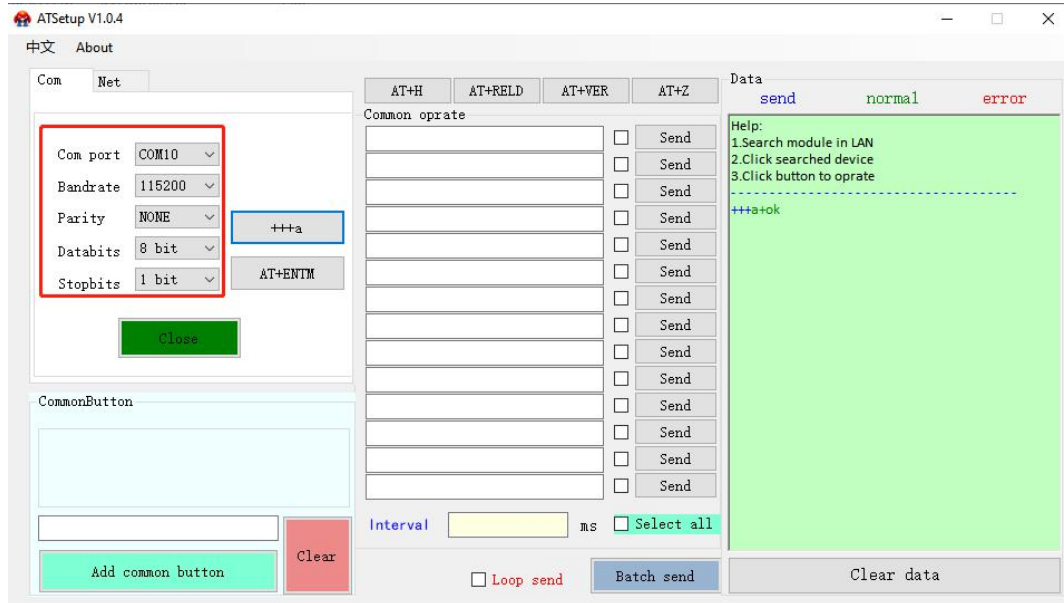 ATSetup V1.0.4
中文 About
Com Net
Com port COM10
Bandrate 115200
Parity NONE
Databits 8 bit
Stopbits 1 bit
+++a
AT+ENTM
Close
CommonButton
Add common button
Clear
AT+H AT+RELD AT+VER AT+Z
Common oprate
Send
Send
Send
Send
Send
Send
Send
Send
Send
Send
Send
Send
Send
Send
Interval ms Select all
Loop send Batch send
Data
send normal error
Help:
1.Search module in LAN
2.Click searched device
3.Click button to oprate
-----------------------------------
+++a+ok
Clear data